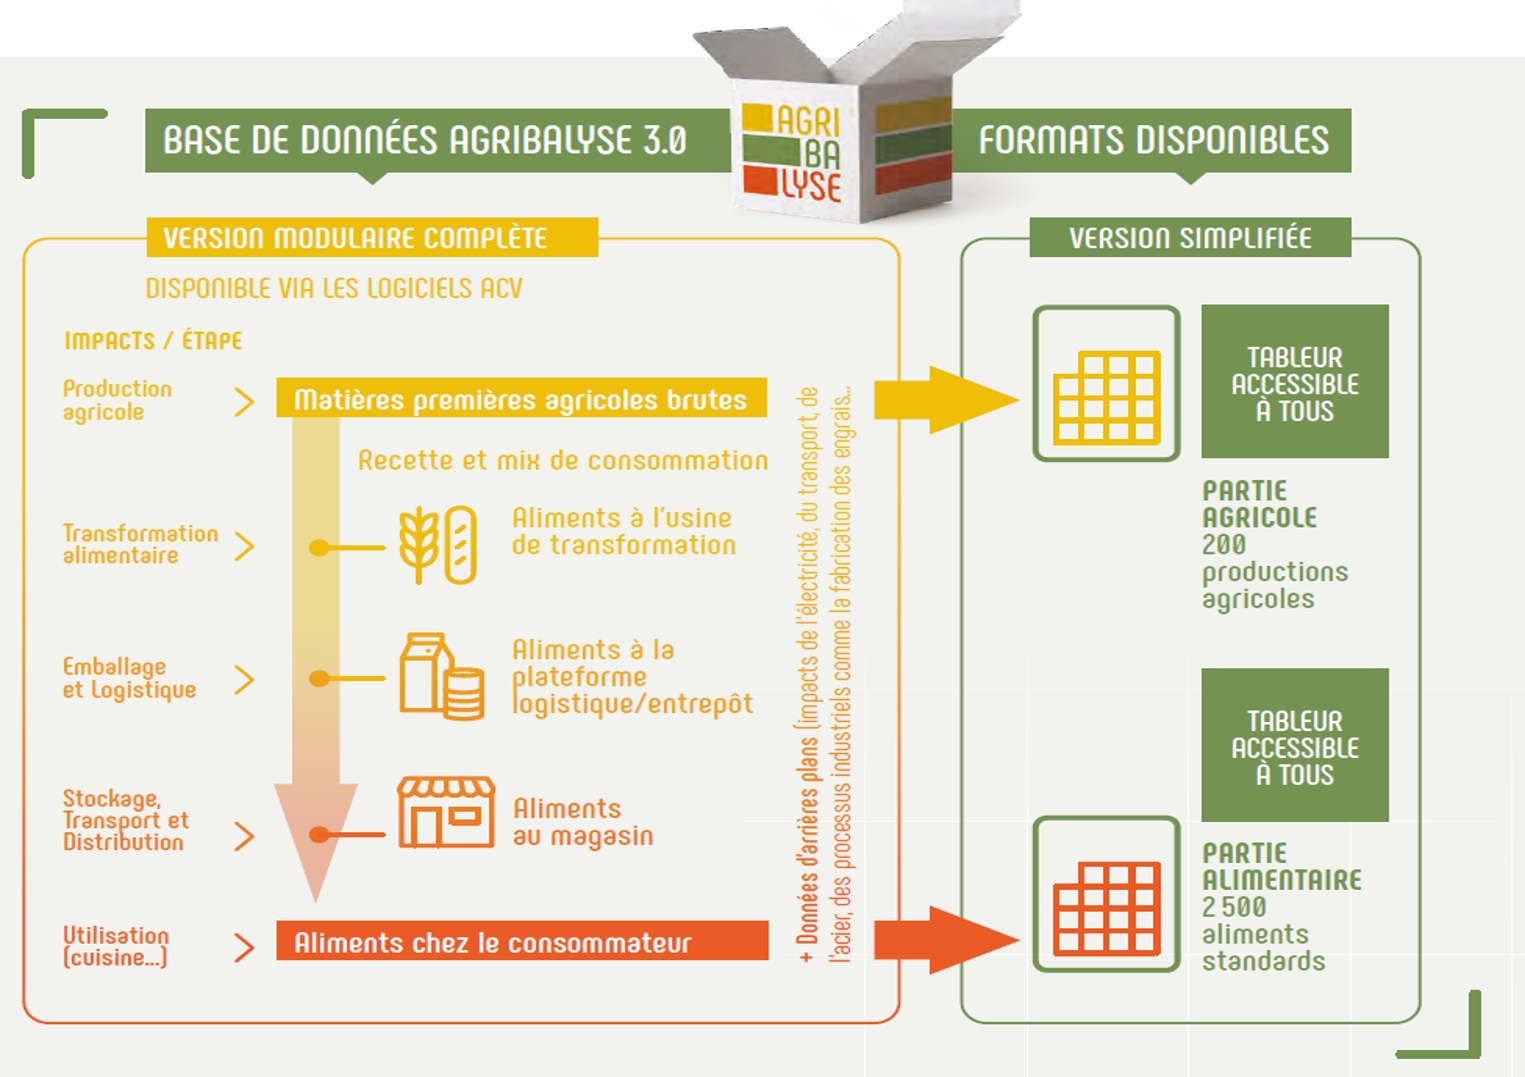 BASE DE DONNÉES AGRIBALYSE 3.0
AGRI
BA
LYSE
FORMATS DISPONIBLES
VERSION MODULAIRE COMPLÈTE
DISPONIBLE VIA LES LOGICIELS ACV
IMPACTS / ÉTAPE
Production
agricole
Matières premières agricoles brutes
Recette et mix de consommation
Transformation
alimentaire
Aliments à l'usine
de transformation
Emballage
et Logistique
Aliments à la
plateforme
logistique/entrepôt
Stockage,
Transport et
Distribution
Aliments
au magasin
Utilisation
(cuisine...)
Aliments chez le consommateur
+ Données d'arrières plans (impacts de l'électricité, du transport, de
l'acier, des processus industriels comme la fabrication des engrais...
VERSION SIMPLIFIÉE
TABLEUR
ACCESSIBLE
À TOUS
PARTIE
AGRICOLE
200
productions
agricoles
TABLEUR
ACCESSIBLE
À TOUS
PARTIE
ALIMENTAIRE
2 500
aliments
standards